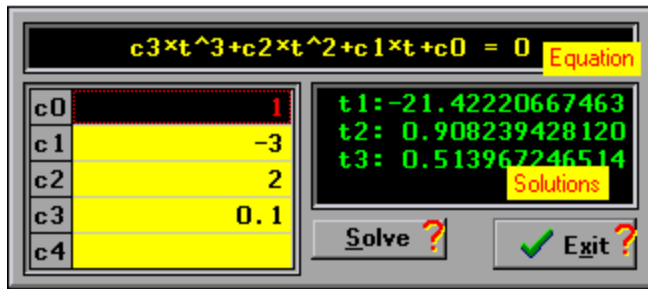 c3×t^3+c2×t^2+c1×t+c0 = 0
Equation
c0 1
c1 -3
c2 2
c3 0.1
c4
t1:-21.42220667463
t2: 0.908239428120
t3: 0.513967246514
Solutions
Solve ?
Exit ?